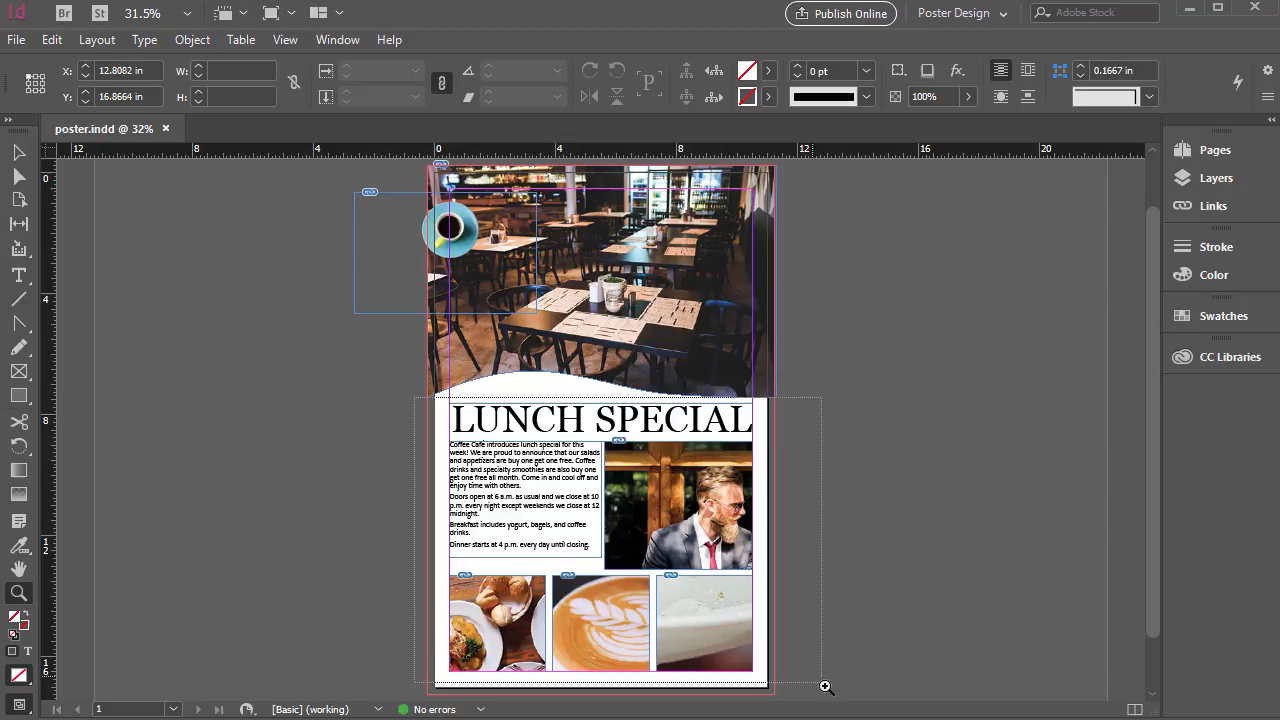 Id Br St 31.5% Publish Online Poster Design Adobe Stock
File Edit Layout Type Object Table View Window Help
X: 12.8082 in W: 0 pt 0.1667 in
Y: 16.8664 in H: 100%
poster.indd @ 32%
12 8 4 0 4 8 12 16 20
0
4
8
12
16
Pages
Layers
Links
Stroke
Color
Swatches
CC Libraries
LUNCH SPECIAL
Coffee Café introduces lunch special for this
week! We are proud to announce that our salads
and appetizers are buy one get one free. Coffee
drinks and specialty smoothies are also buy one
get one free all month. Come in and cool off and
enjoy time with others.
Doors open at 6 a.m. as usual and we close at 10
p.m. every night except weekends we close at 12
midnight.
Breakfast includes yogurt, bagels, and coffee
drinks.
Dinner starts at 4 p.m. every day until closing.
1 [Basic] (working) No errors